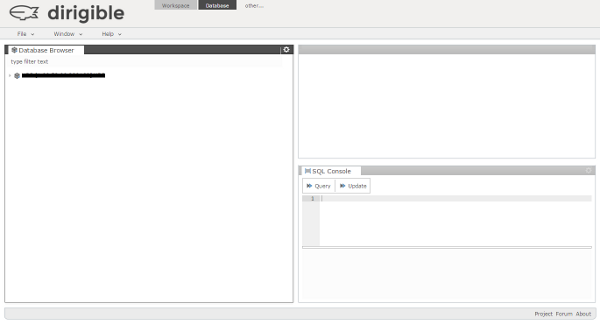 dirigible
Workspace Database other...
File Window Help
Database Browser
type filter text
SQL Console
Query Update
1
Project Forum About